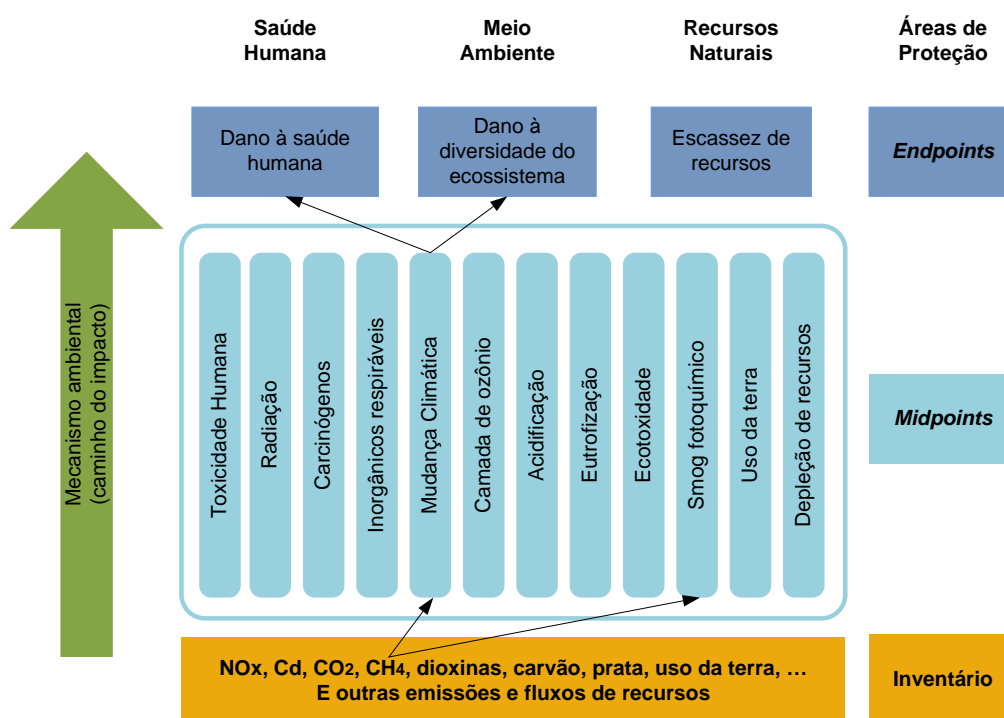 Saúde
Humana
Meio
Ambiente
Recursos
Naturais
Áreas de
Proteção
Dano à saúde
humana
Dano à
diversidade do
ecossistema
Escassez de
recursos
Endpoints
Mecanismo ambiental
(caminho do impacto)
Toxicidade Humana
Radiação
Carcinógenos
Inorgânicos respiráveis
Mudança Climática
Camada de ozônio
Acidificação
Eutrofização
Ecotoxidade
Smog fotoquímico
Uso da terra
Depleção de recursos
Midpoints
NOx, Cd, CO2, CH4, dioxinas, carvão, prata, uso da terra, …
E outras emissões e fluxos de recursos
Inventário